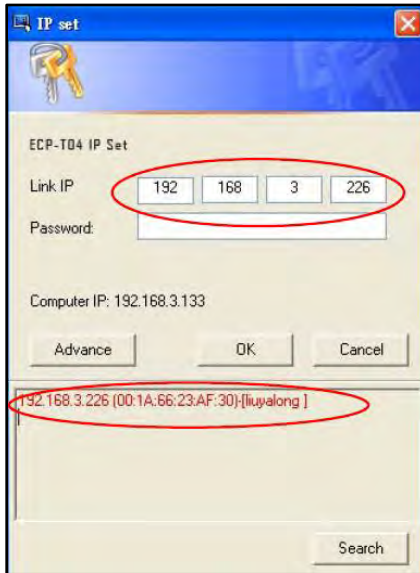 IP set
ECP-T04 IP Set
Link IP 192 168 3 226
Password:
Computer IP: 192.168.3.133
Advance OK Cancel
192.168.3.226 (00:1A:66:23:AF:30)-[liuyalong ]
Search